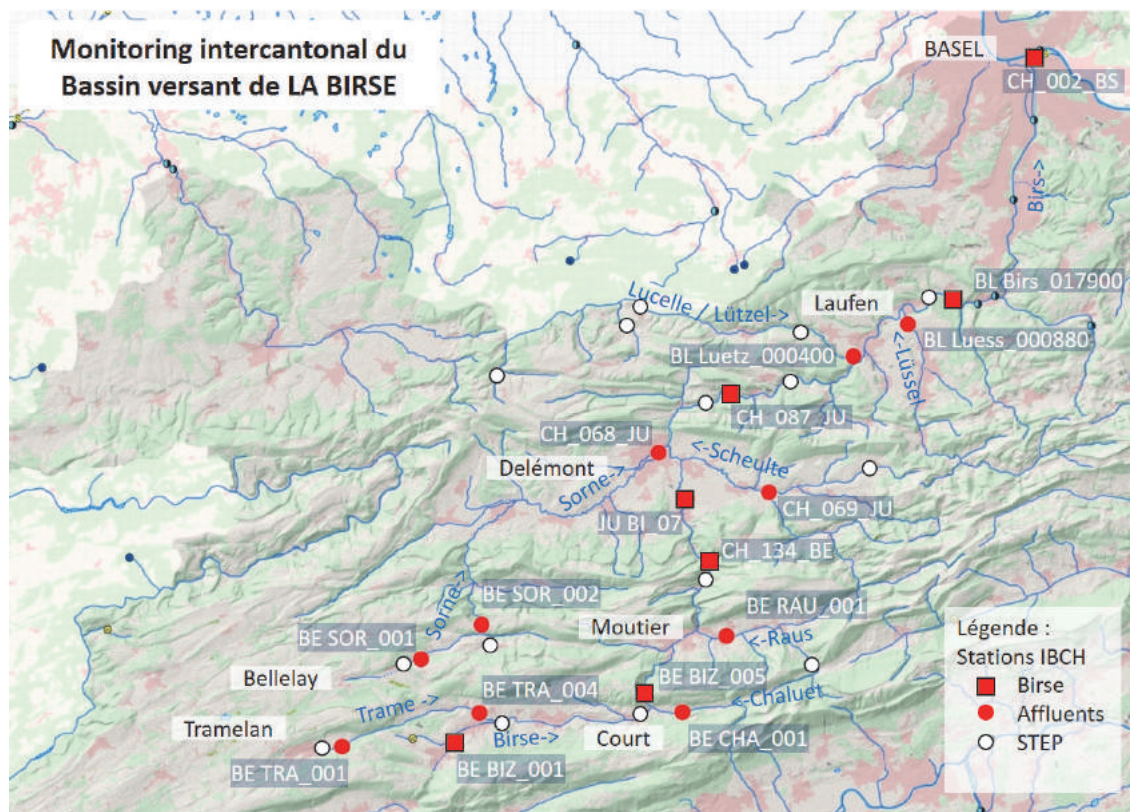 Monitoring intercantonal du
Bassin versant de LA BIRSE
BASEL
CH_002_BS
Birs->
BL Birs_017900
Lucelle / Lützel->
Laufen
BL Luess_000880
BL Luetz_000400
<-Lüssel
CH_087_JU
CH_068_JU
<-Scheulte
Delémont
Sorne->
JU BI_07
CH_069_JU
CH_134_BE
Sorne->
BE SOR_002
BE RAU_001
Moutier
<-Raus
BE SOR_001
Bellelay
BE BIZ_005
BE TRA_004
<-Chaluet
Trame ->
Tramelan
Birse->
Court
BE CHA_001
BE TRA_001
BE BIZ_001
Légende :
Stations IBCH
Birse
Affluents
STEP